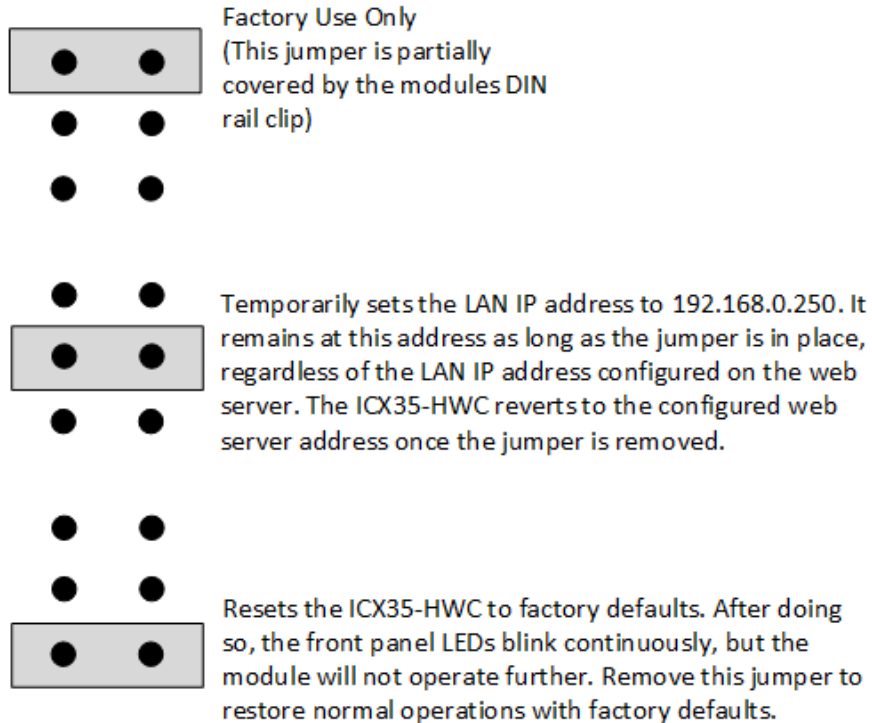 Factory Use Only
(This jumper is partially
covered by the modules DIN
rail clip)
Temporarily sets the LAN IP address to 192.168.0.250. It
remains at this address as long as the jumper is in place,
regardless of the LAN IP address configured on the web
server. The ICX35-HWC reverts to the configured web
server address once the jumper is removed.
Resets the ICX35-HWC to factory defaults. After doing
so, the front panel LEDs blink continuously, but the
module will not operate further. Remove this jumper to
restore normal operations with factory defaults.